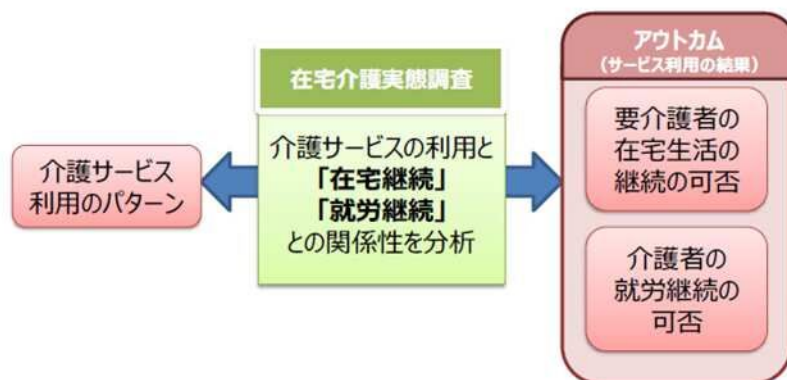 介護サービス
利用のパターン
在宅介護実態調査
介護サービスの利用と
「在宅継続」
「就労継続」
との関係性を分析
アウトカム
(サービス利用の結果)
要介護者の
在宅生活の
継続の可否
介護者の
就労継続の
可否